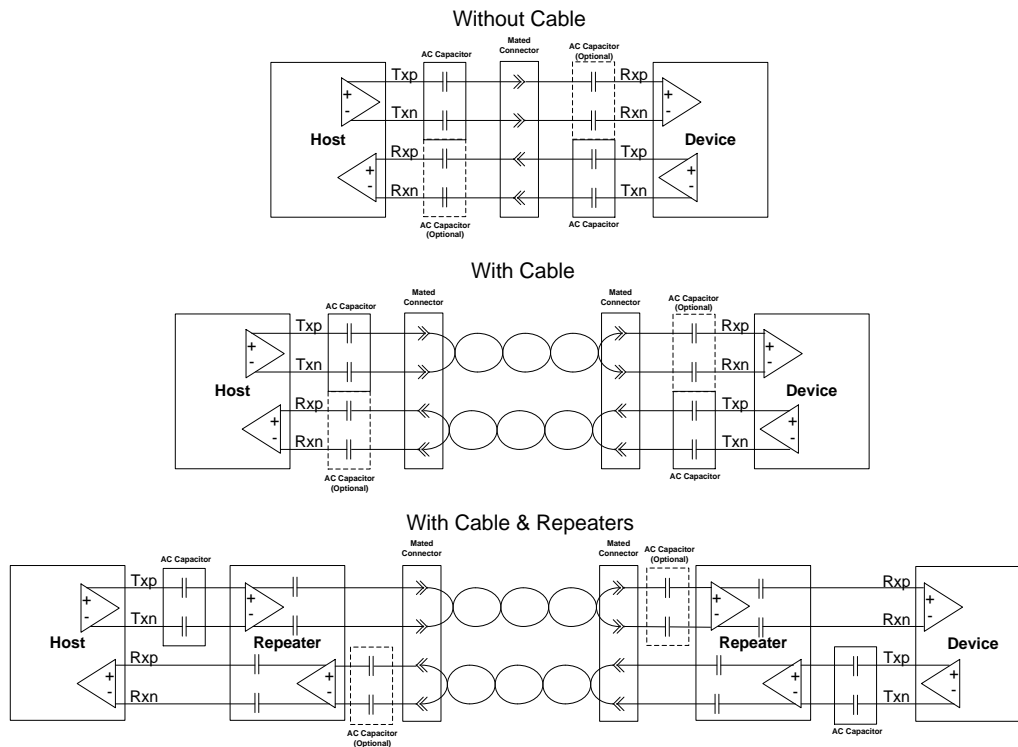 Without Cable
AC Capacitor
Mated
Connector
AC Capacitor
(Optional)
Txp
Rxp
+
-
+
-
Txn
Rxn
Host
Device
Rxp
Txp
+
-
+
-
Rxn
Txn
AC Capacitor
(Optional)
AC Capacitor
With Cable
AC Capacitor
Mated
Connector
Mated
Connector
AC Capacitor
(Optional)
Txp
Rxp
+
-
+
-
Txn
Rxn
Host
Device
Rxp
Txp
+
-
+
-
Rxn
Txn
AC Capacitor
(Optional)
AC Capacitor
With Cable & Repeaters
AC Capacitor
Mated
Connector
Mated
Connector
AC Capacitor
(Optional)
Txp
Rxp
+
-
+
-
+
-
+
-
Txn
Rxn
Host
Repeater
Repeater
Device
Rxp
Txp
+
-
+
-
+
-
+
-
Rxn
Txn
AC Capacitor
(Optional)
AC Capacitor